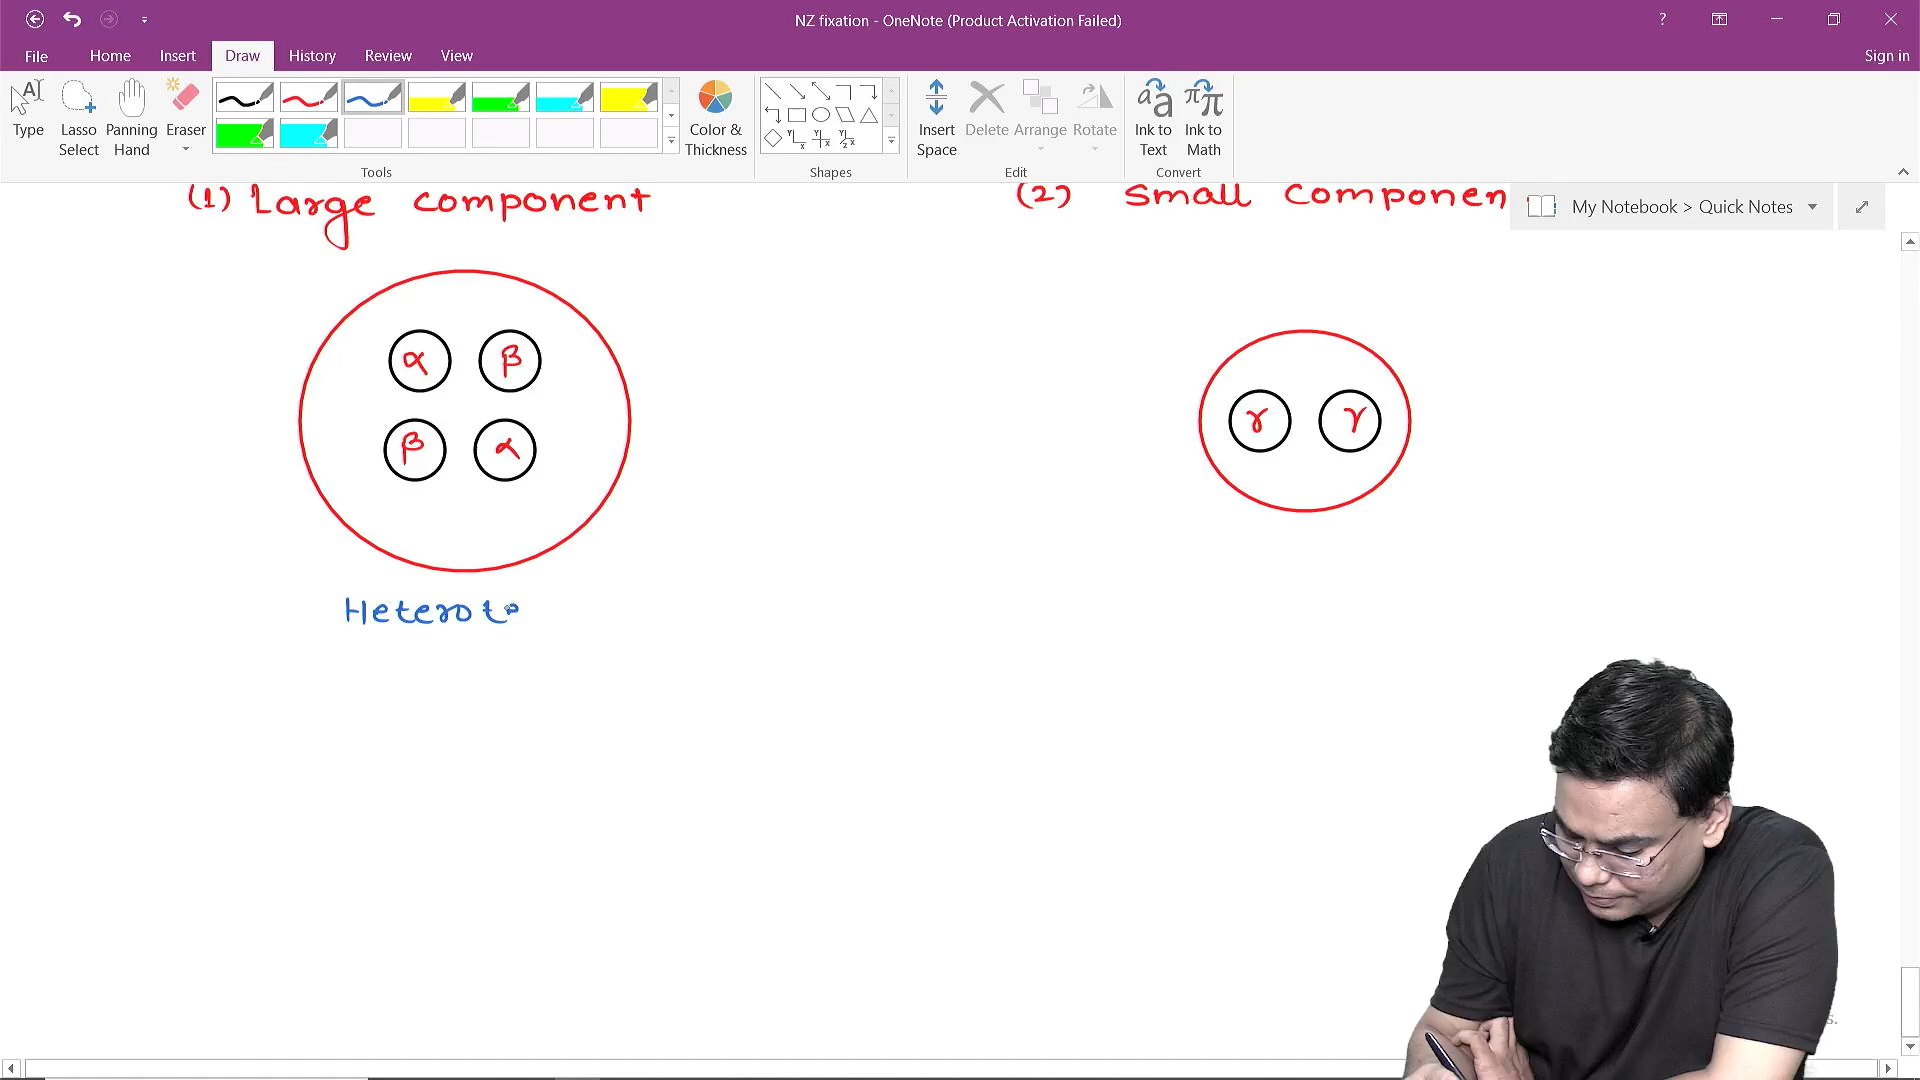 NZ fixation - OneNote (Product Activation Failed)
?
File Home Insert Draw History Review View
Sign in
Type
Lasso Select
Panning Hand
Eraser
Color & Thickness
Insert Space
Delete
Arrange
Rotate
Ink to Text
Ink to Math
Tools
Shapes
Edit
Convert
(1) Large component
(2) Small Componen
My Notebook > Quick Notes
α β
β α
γ γ
Hetero t